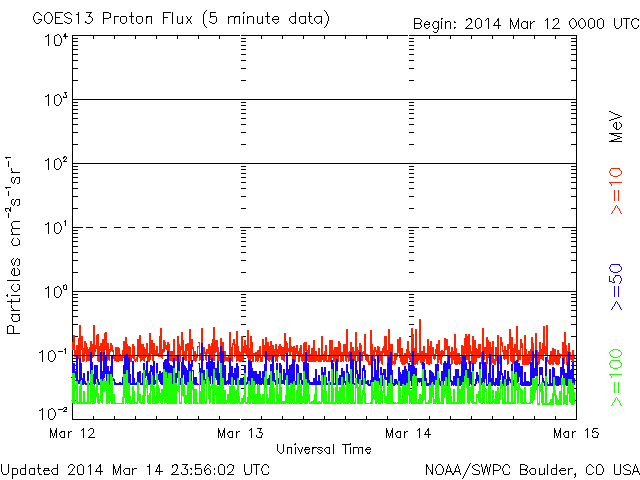 GOES13 Proton Flux (5 minute data)
Begin: 2014 Mar 12 0000 UTC
Particles cm⁻²s⁻¹sr⁻¹
10⁴
10³
10²
10¹
10⁰
10⁻¹
10⁻²
Mar 12
Mar 13
Mar 14
Mar 15
Universal Time
MeV
>=10
>=50
>=100
Updated 2014 Mar 14 23:56:02 UTC
NOAA/SWPC Boulder, CO USA